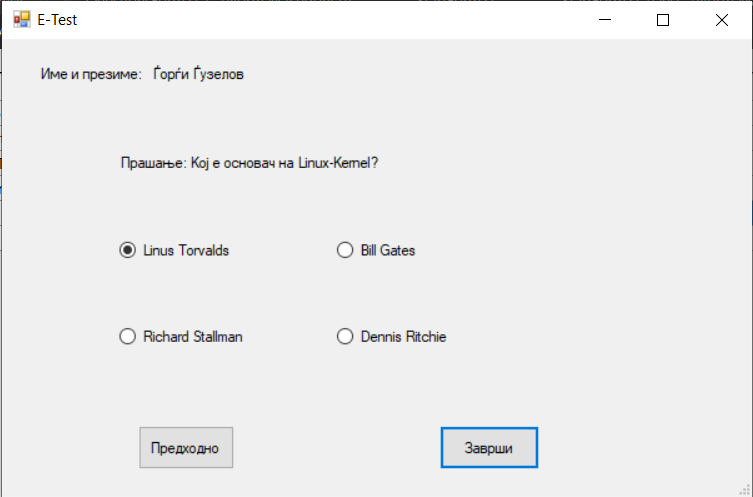 E-Test
Име и презиме: Ѓорѓи Ѓузелов
Прашање: Кој е основач на Linux-Kernel?
Linus Torvalds
Bill Gates
Richard Stallman
Dennis Ritchie
Предходно
Заврши